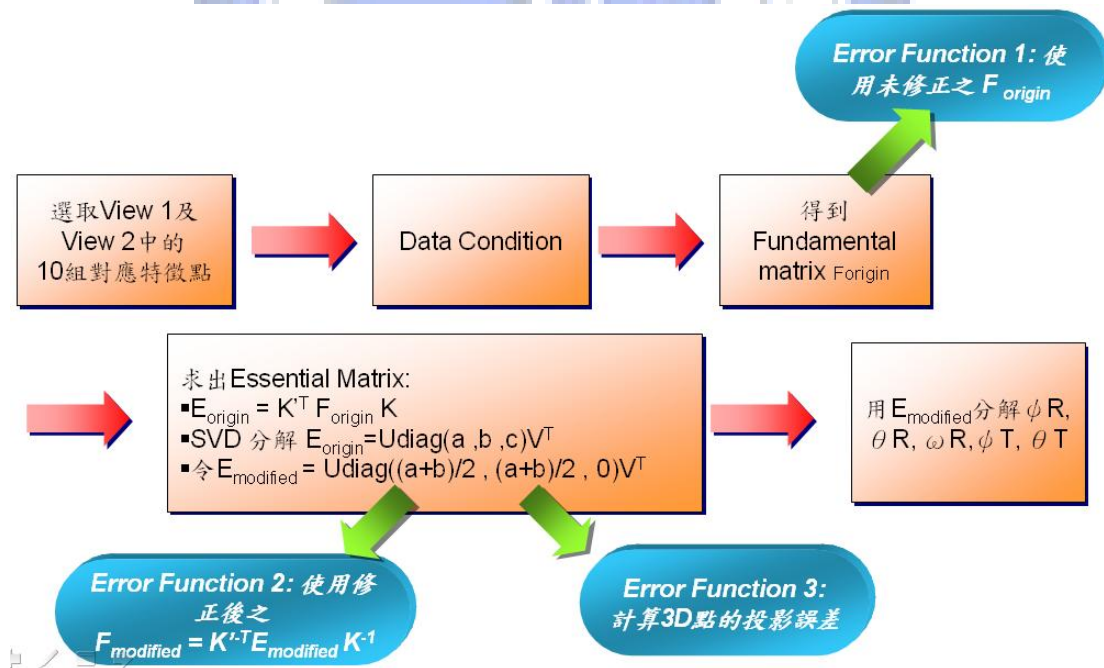 Error Function 1: 使
用未修正之 F origin
選取View 1及
View 2中的
10組對應特徵點
Data Condition
得到
Fundamental
matrix Forigin
求出Essential Matrix:
▪Eorigin = K’T Forigin K
▪SVD 分解 Eorigin=Udiag(a ,b ,c)VT
▪令Emodified = Udiag((a+b)/2 , (a+b)/2 , 0)VT
用 Emodified分解 ψ R,
θ R, ω R, ψ T, θ T
Error Function 2: 使用修
正後之
Fmodified = K'-TEmodified K-1
Error Function 3:
計算3D點的投影誤差